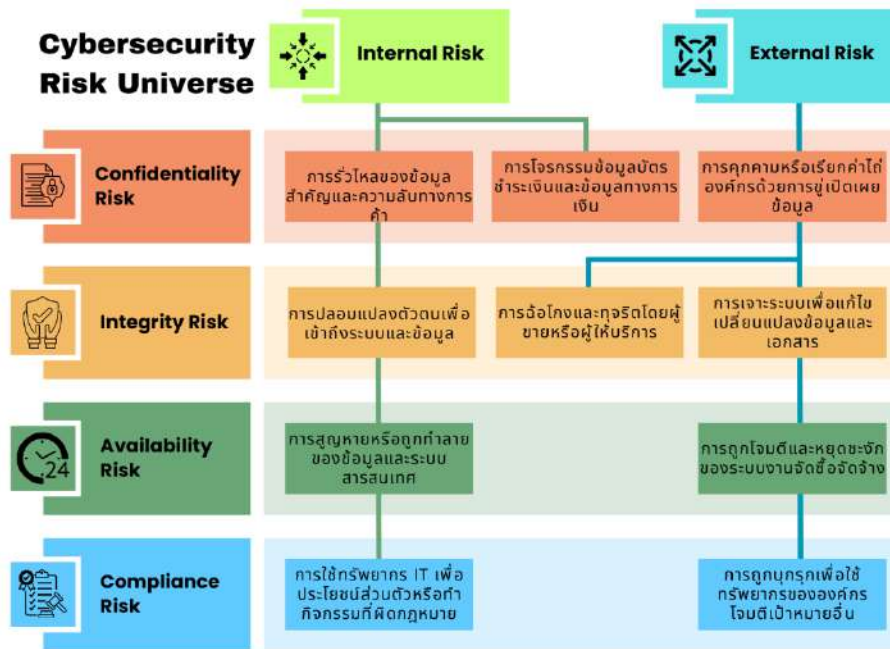 Cybersecurity
Risk Universe
Internal Risk
External Risk
Confidentiality
Risk
การรั่วไหลของข้อมูล
สำคัญและความลับทางการ
ค้า
การโจรกรรมข้อมูลบัตร
ชำระเงินและข้อมูลทางการ
เงิน
การคุกคามหรือเรียกค่าไถ่
องค์กรด้วยการขู่เปิดเผย
ข้อมูล
Integrity Risk
การปลอมแปลงตัวตนเพื่อ
เข้าถึงระบบและข้อมูล
การฉ้อโกงและทุจริตโดยผู้
ขายหรือผู้ให้บริการ
การเจาะระบบเพื่อแก้ไข
เปลี่ยนแปลงข้อมูลและ
เอกสาร
24
Availability
Risk
การสูญหายหรือถูกทำลาย
ของข้อมูลและระบบ
สารสนเทศ
การถูกโจมตีและหยุดชะงัก
ของระบบงานจัดซื้อจัดจ้าง
Compliance
Risk
การใช้ทรัพยากร IT เพื่อ
ประโยชน์ส่วนตัวหรือทำ
กิจกรรมที่ผิดกฎหมาย
การถูกบุกรุกเพื่อใช้
ทรัพยากรขององค์กร
โจมตีเป้าหมายอื่น